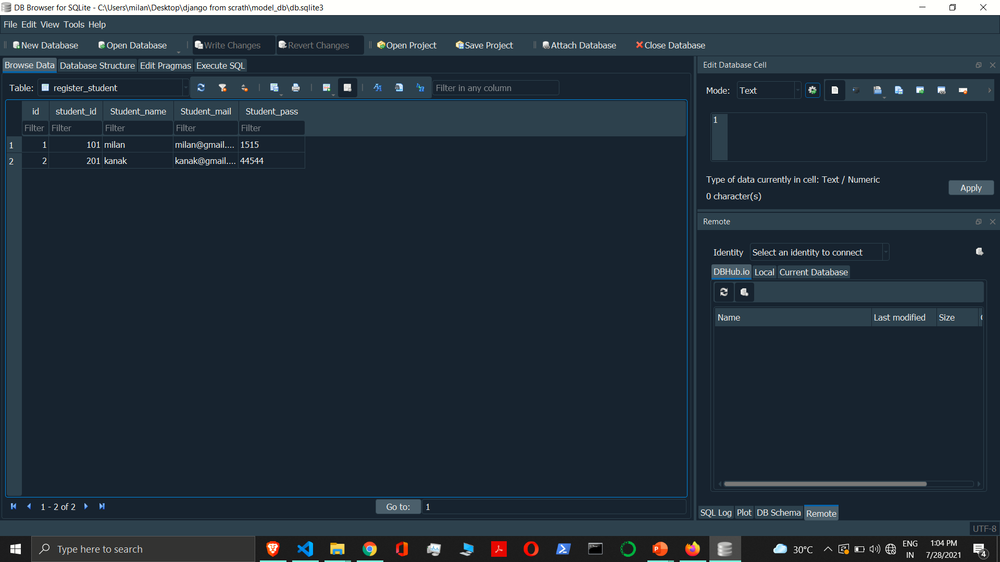 DB Browser for SQLite - C:\Users\milan\Desktop\django from scrath\model_db\db.sqlite3
File Edit View Tools Help
New Database Open Database Write Changes Revert Changes Open Project Save Project Attach Database Close Database
Browse Data Database Structure Edit Pragmas Execute SQL
Table: register_student Filter in any column
id student_id Student_name Student_mail Student_pass
Filter Filter Filter Filter Filter
1 1 101 milan milan@gmail.... 1515
2 2 201 kanak kanak@gmail.... 44544
1 - 2 of 2 Go to: 1
Edit Database Cell
Mode: Text
1
Type of data currently in cell: Text / Numeric
0 character(s)
Apply
Remote
Identity Select an identity to connect
DBHub.io Local Current Database
Name Last modified Size
SQL Log Plot DB Schema Remote
UTF-8
Type here to search
30°C
ENG
IN
1:04 PM
7/28/2021
4